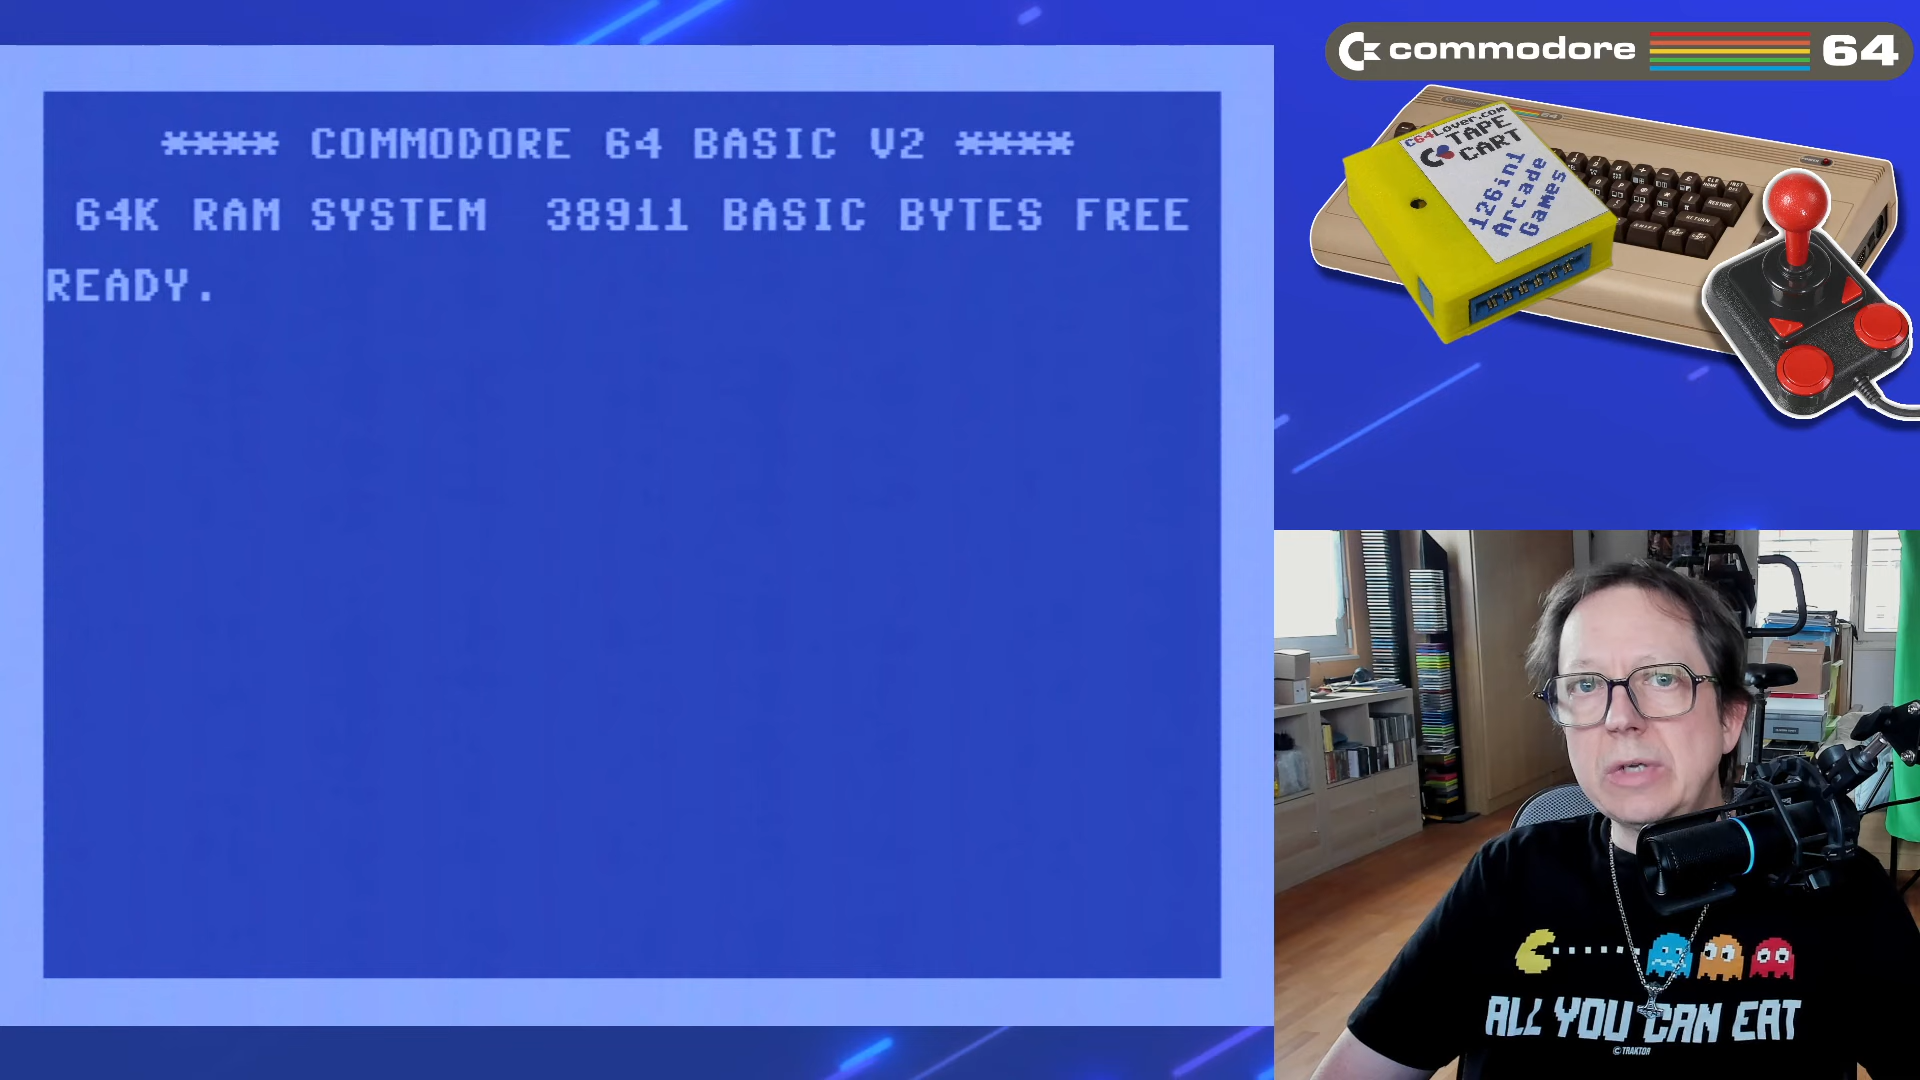 **** COMMODORE 64 BASIC V2 ****
64K RAM SYSTEM  38911 BASIC BYTES FREE
READY.
commodore 64
C64Lover.com
TAPE
CART
126in1
Arcade
Games
RESTORE
RETURN
SHIFT
ALL YOU CAN EAT
© TRAKTOR